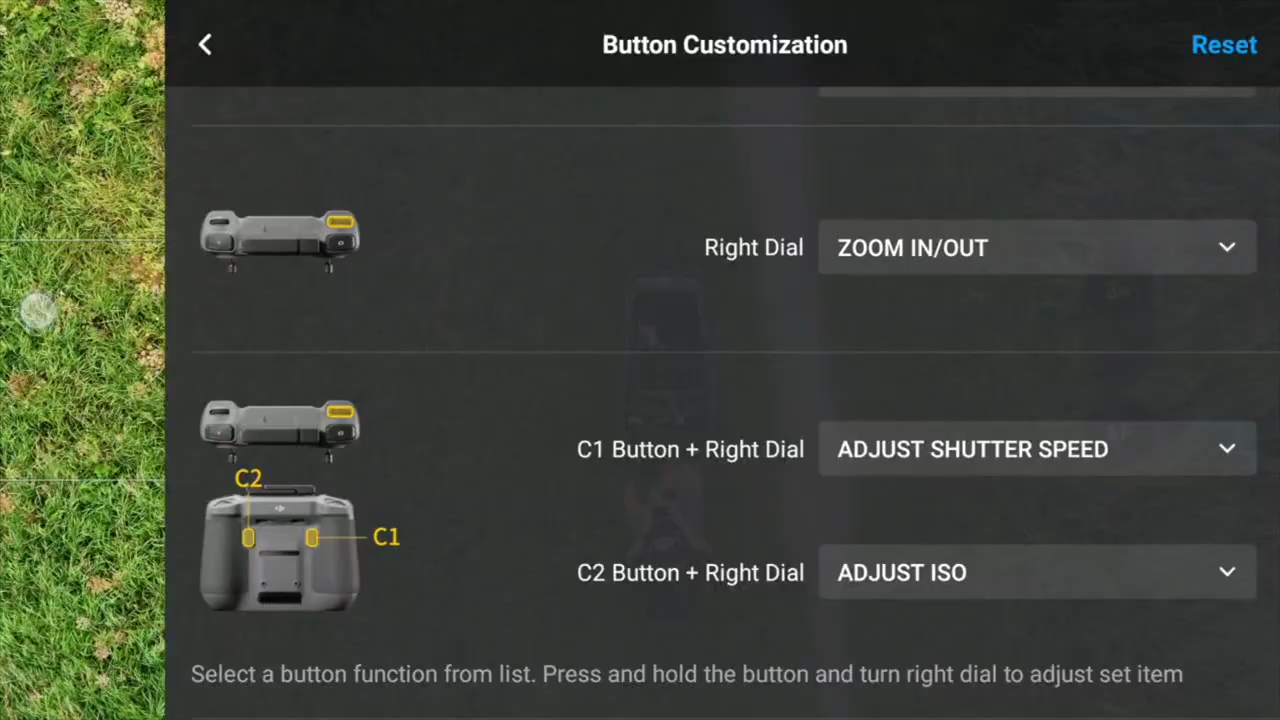 Button Customization
Reset
Right Dial
ZOOM IN/OUT
C2
C1
C1 Button + Right Dial
ADJUST SHUTTER SPEED
C2 Button + Right Dial
ADJUST ISO
Select a button function from list. Press and hold the button and turn right dial to adjust set item